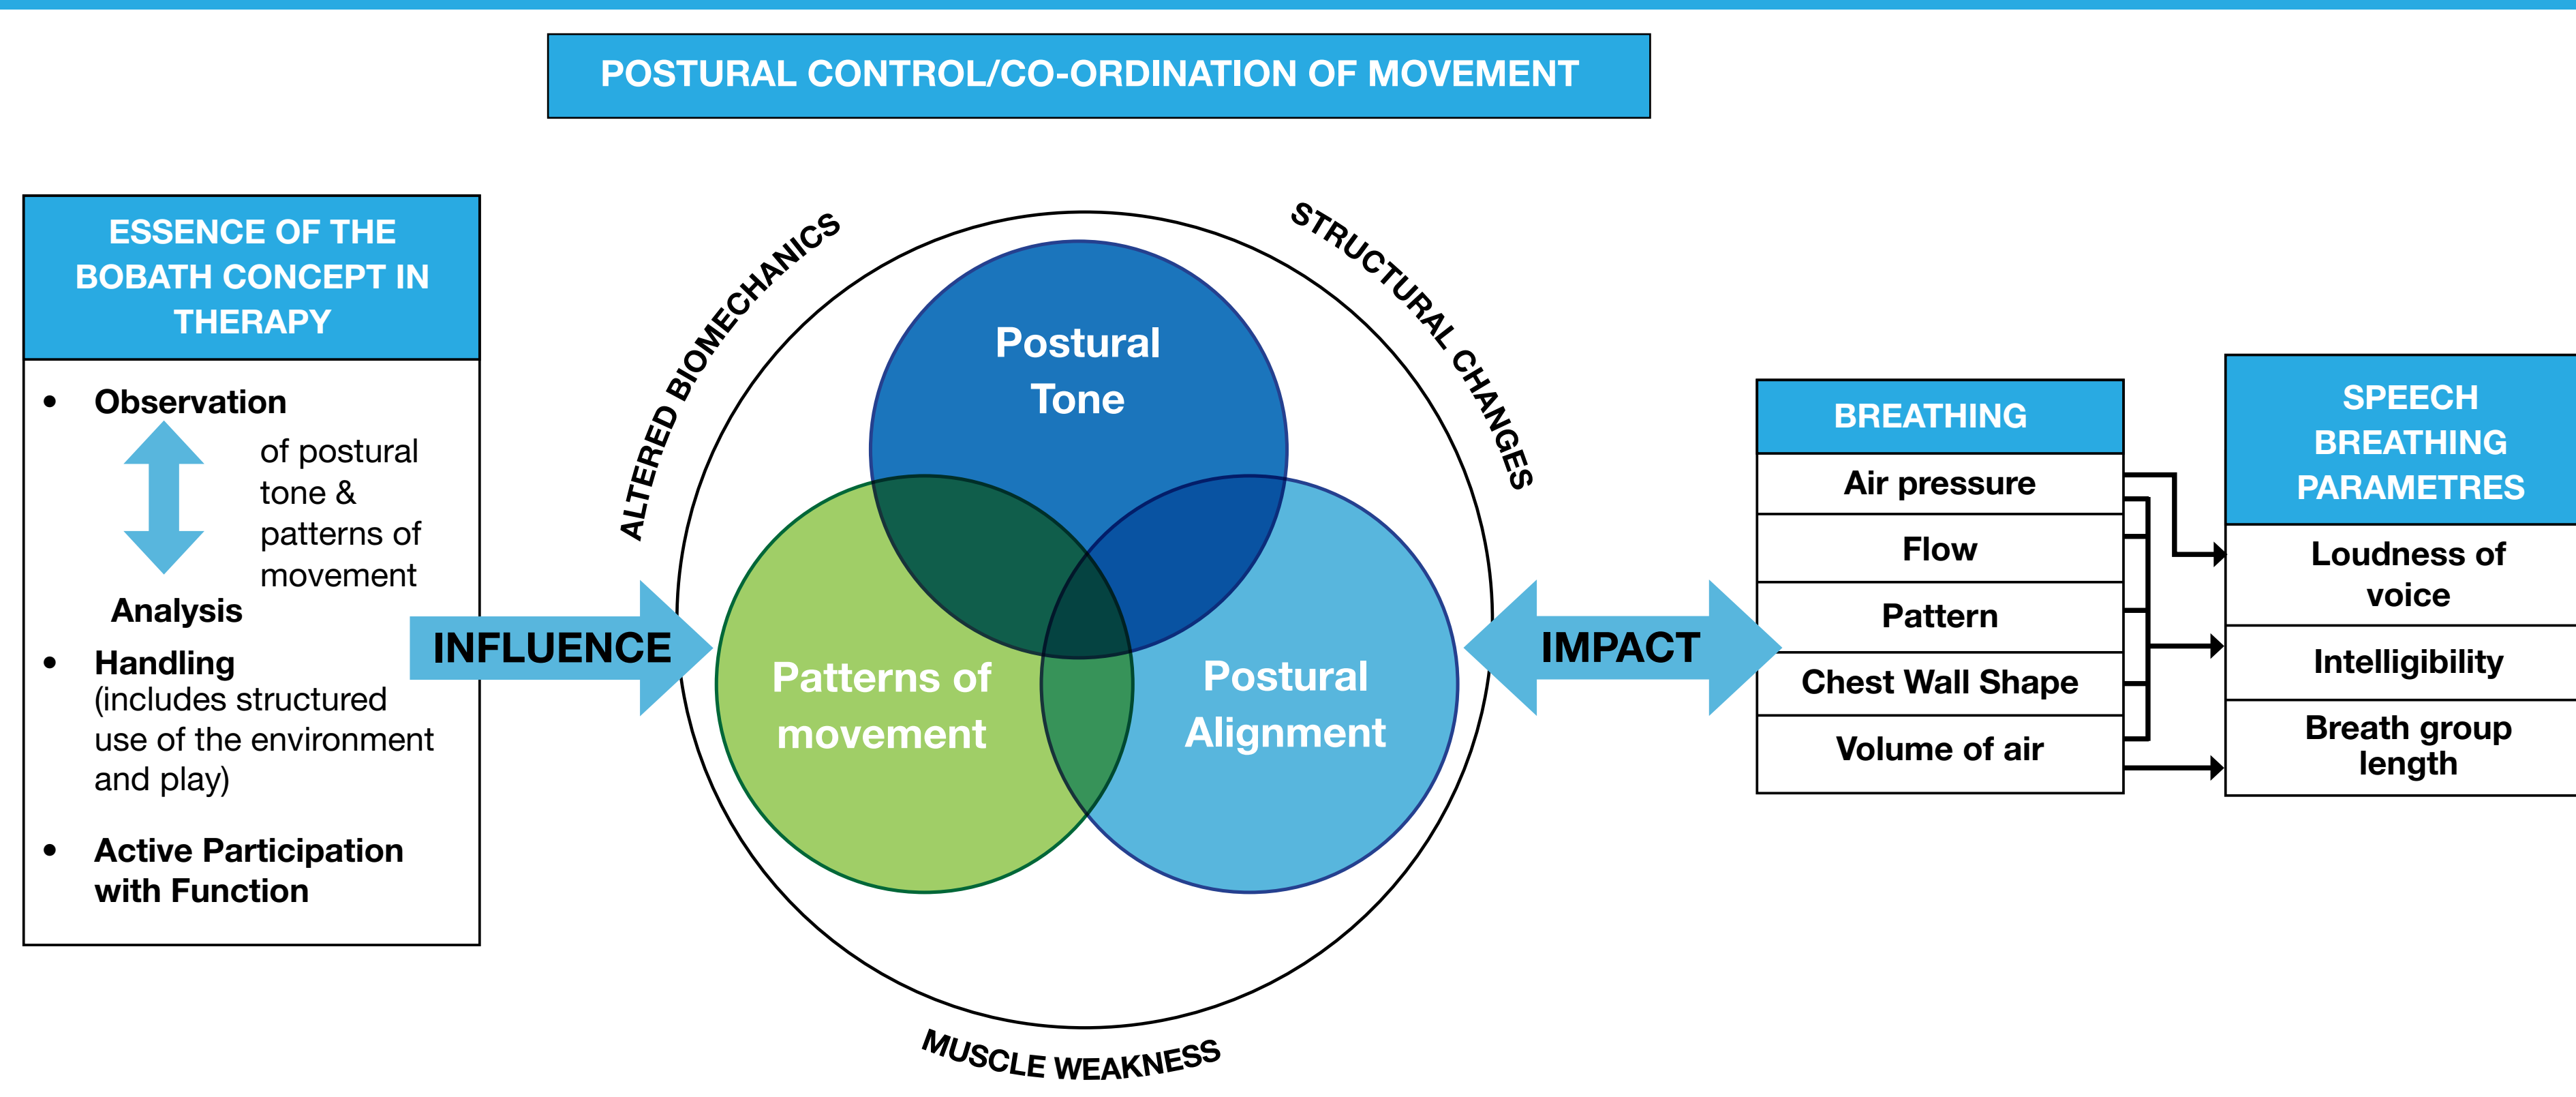 POSTURAL CONTROL/CO-ORDINATION OF MOVEMENT
ESSENCE OF THE
BOBATH CONCEPT IN
THERAPY
• Observation
of postural
tone &
patterns of
movement
Analysis
• Handling
(includes structured
use of the environment
and play)
• Active Participation
with Function
INFLUENCE
ALTERED BIOMECHANICS
STRUCTURAL CHANGES
MUSCLE WEAKNESS
Postural
Tone
Patterns of
movement
Postural
Alignment
IMPACT
BREATHING
Air pressure
Flow
Pattern
Chest Wall Shape
Volume of air
SPEECH
BREATHING
PARAMETRES
Loudness of
voice
Intelligibility
Breath group
length